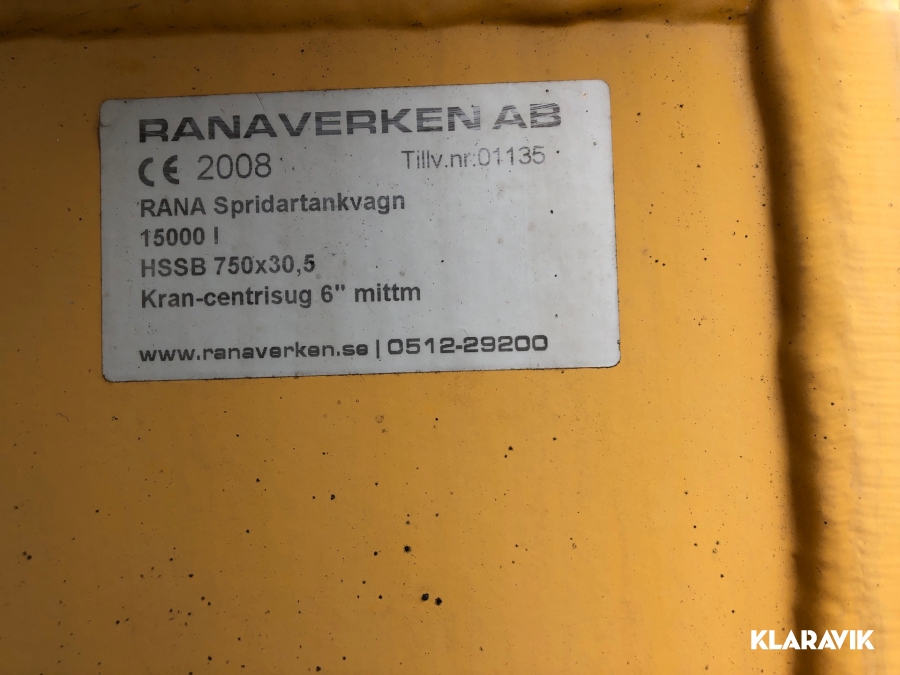 RANAVERKEN AB
CE 2008 Tillv.nr:01135
RANA Spridartankvagn
15000 l
HSSB 750x30,5
Kran-centrisug 6" mittm
www.ranaverken.se | 0512-29200
KLARAVIK